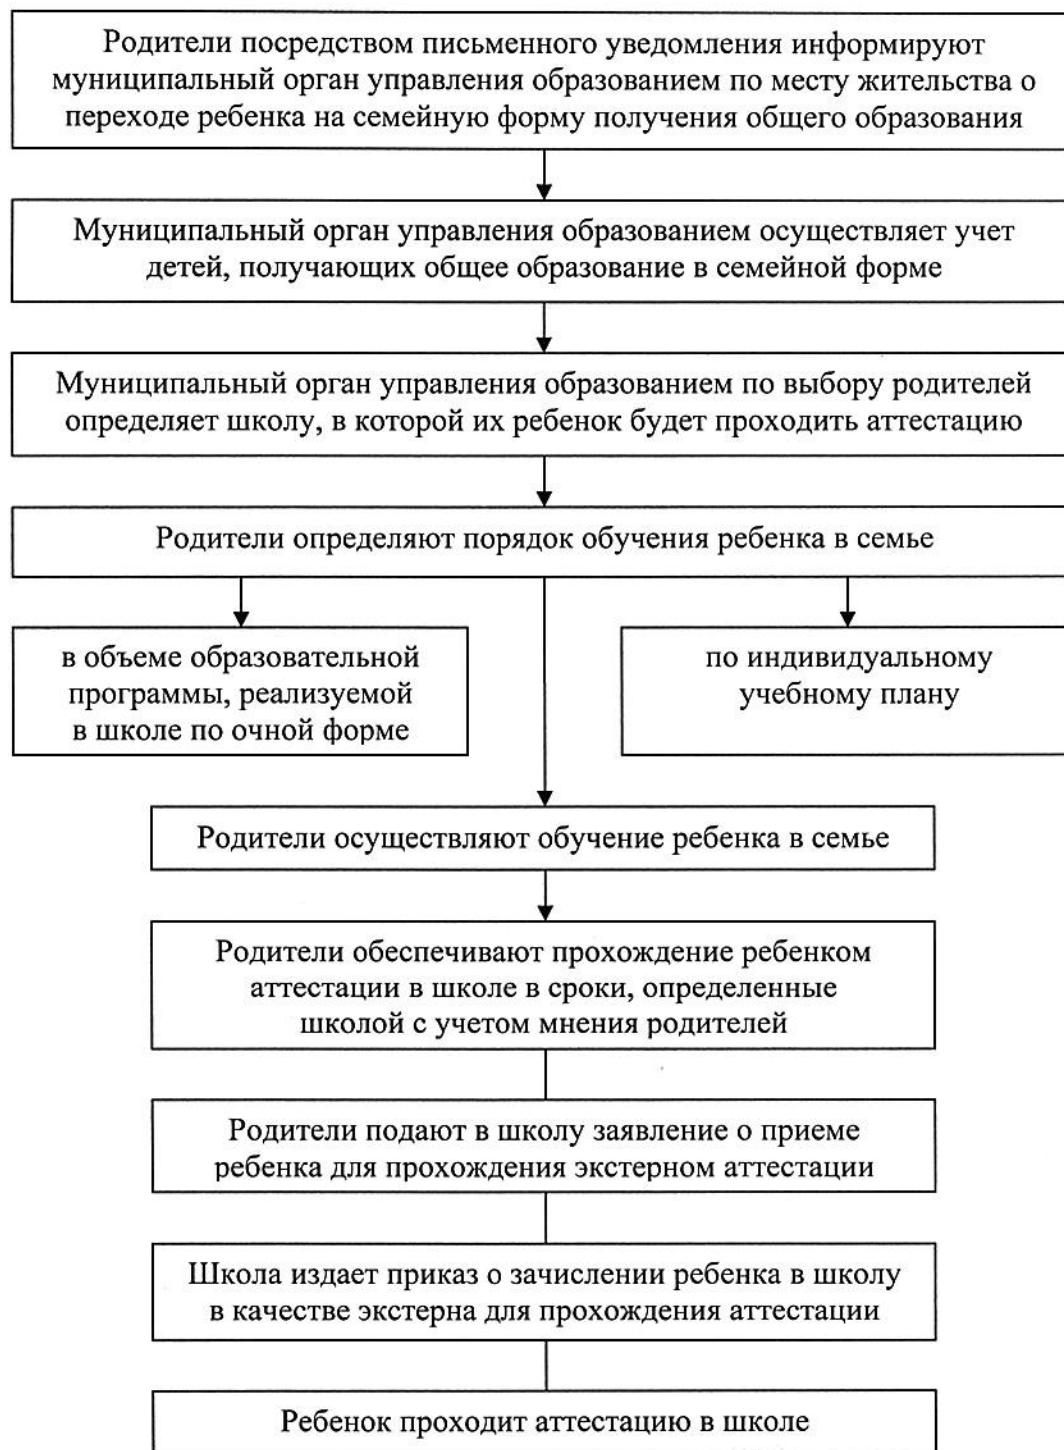 Родители посредством письменного уведомления информируют
муниципальный орган управления образованием по месту жительства о
переходе ребенка на семейную форму получения общего образования
Муниципальный орган управления образованием осуществляет учет
детей, получающих общее образование в семейной форме
Муниципальный орган управления образованием по выбору родителей
определяет школу, в которой их ребенок будет проходить аттестацию
Родители определяют порядок обучения ребенка в семье
в объеме образовательной
программы, реализуемой
в школе по очной форме
по индивидуальному
учебному плану
Родители осуществляют обучение ребенка в семье
Родители обеспечивают прохождение ребенком
аттестации в школе в сроки, определенные
школой с учетом мнения родителей
Родители подают в школу заявление о приеме
ребенка для прохождения экстерном аттестации
Школа издает приказ о зачислении ребенка в школу
в качестве экстерна для прохождения аттестации
Ребенок проходит аттестацию в школе